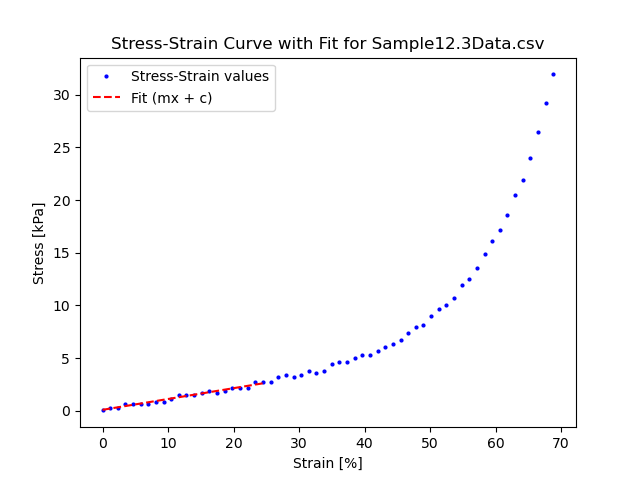 Stress-Strain Curve with Fit for Sample12.3Data.csv
Stress-Strain values
Fit (mx + c)
30
25
20
15
10
5
0
Stress [kPa]
0 10 20 30 40 50 60 70
Strain [%]